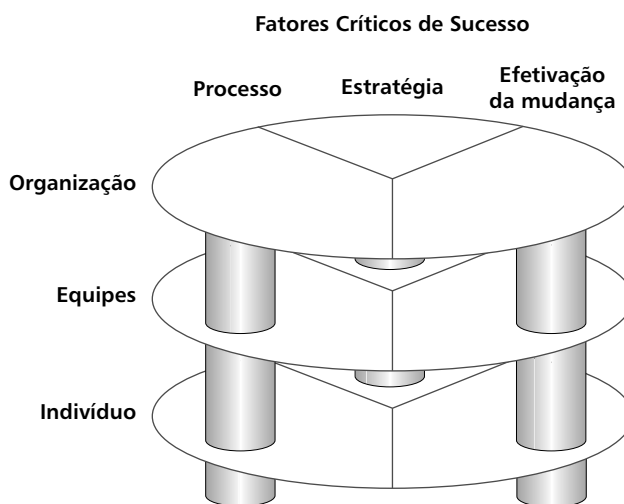 Fatores Críticos de Sucesso
Processo
Estratégia
Efetivação
da mudança
Organização
Equipes
Indivíduo